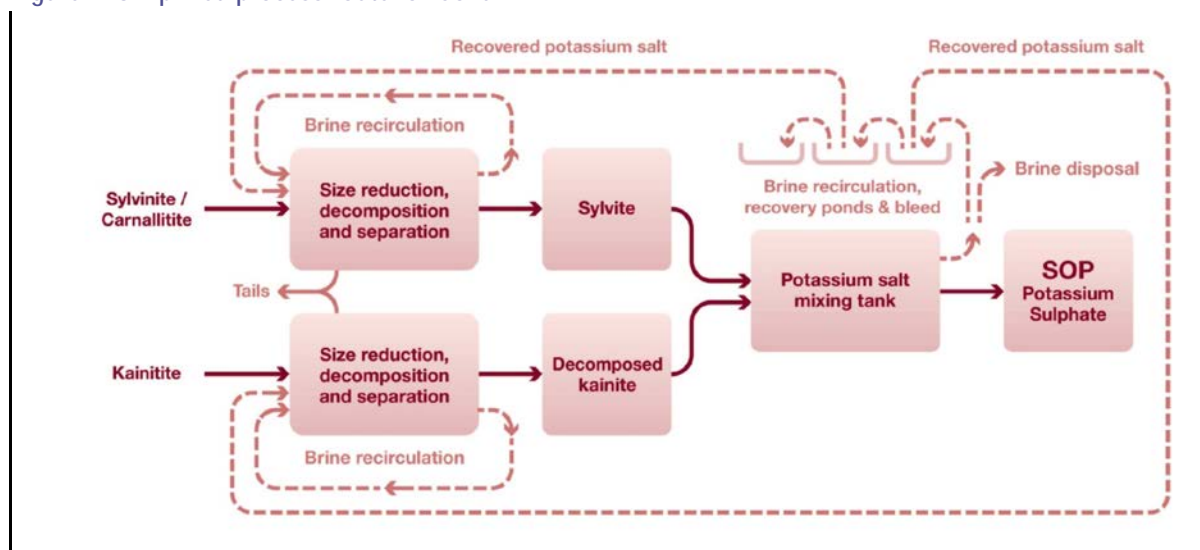 Recovered potassium salt
Recovered potassium salt
Brine recirculation
Sylvinite /
Carnallitite
Size reduction,
decomposition
and separation
Sylvite
Brine recirculation,
recovery ponds & bleed
Brine disposal
Tails
Potassium salt
mixing tank
SOP
Potassium
Sulphate
Kainitite
Size reduction,
decomposition
and separation
Decomposed
kainite
Brine recirculation